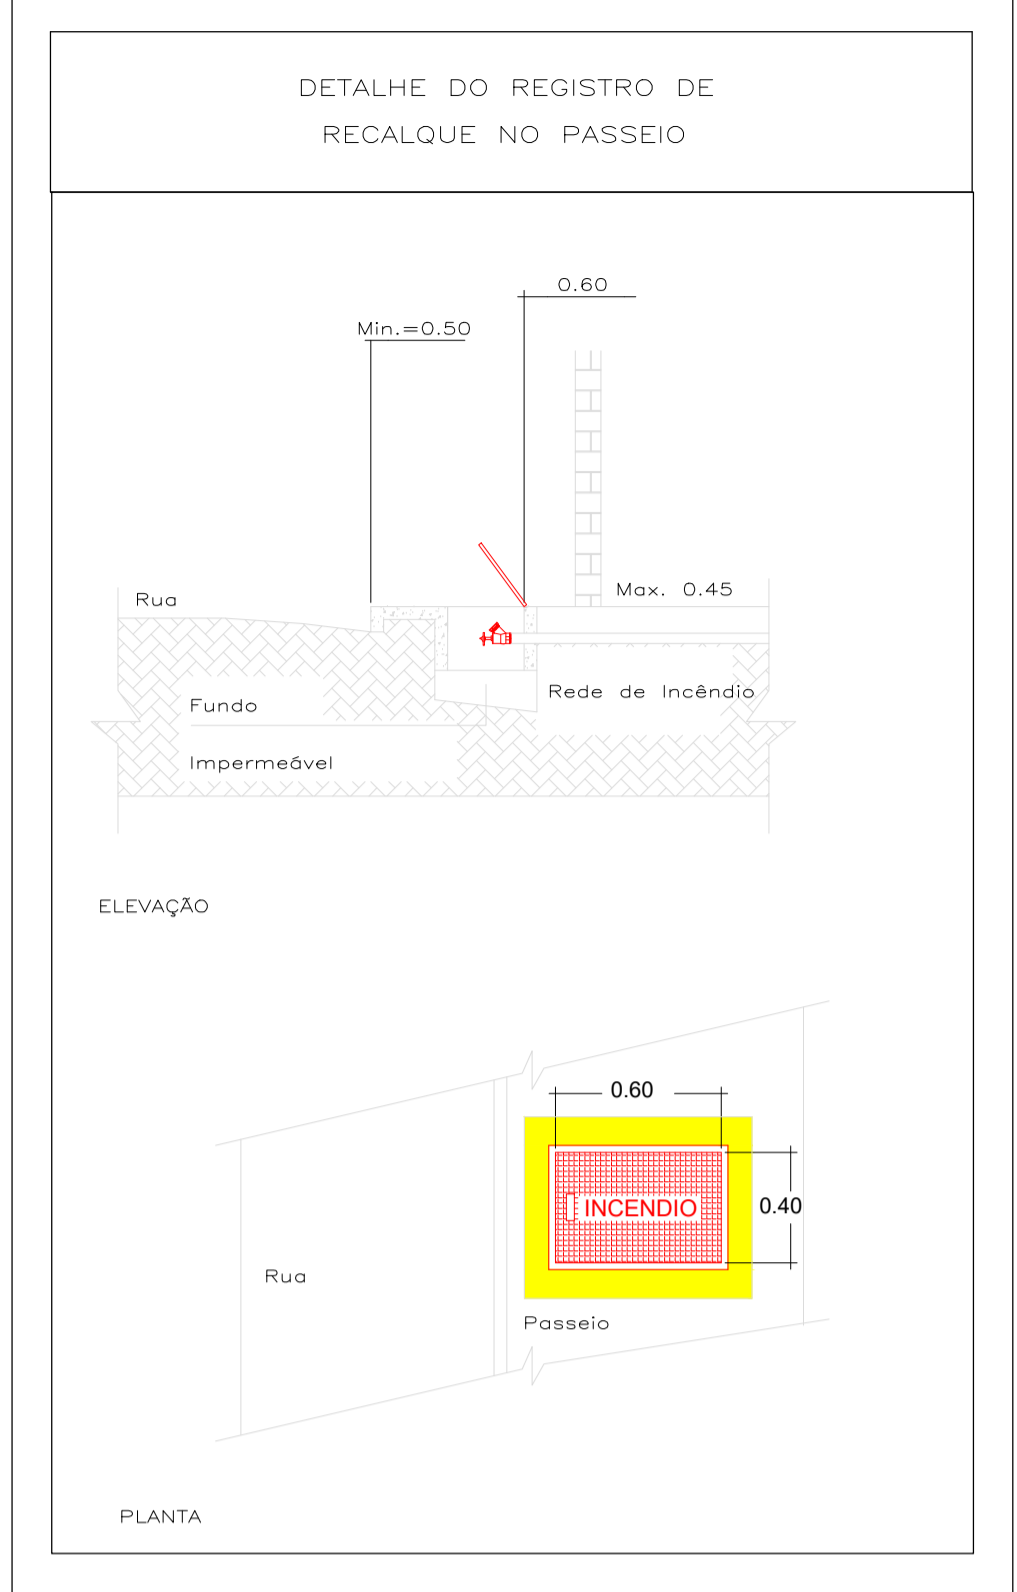 DETALHE DO REGISTRO DE
RECALQUE NO PASSEIO
0.60
Min.=0.50
Max. 0.45
Rua
Rede de Incêndio
Fundo
Impermeável
ELEVAÇÃO
0.60
INCENDIO
0.40
Rua
Passeio
PLANTA